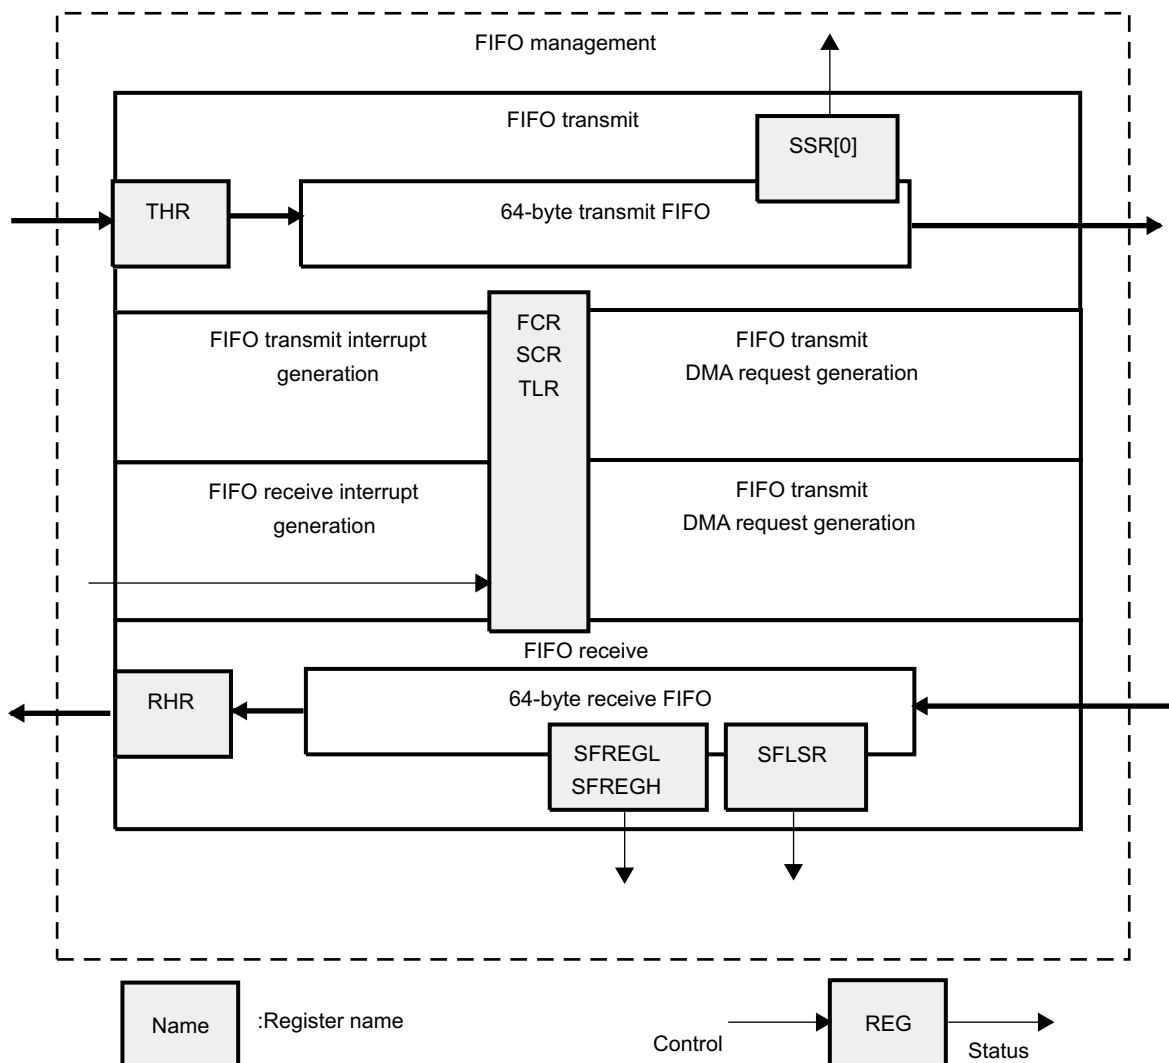 FIFO management
FIFO transmit
SSR[0]
THR
64-byte transmit FIFO
FCR
SCR
TLR
FIFO transmit interrupt
generation
FIFO transmit
DMA request generation
FIFO receive interrupt
generation
FIFO transmit
DMA request generation
FIFO receive
RHR
64-byte receive FIFO
SFREGL
SFREGH
SFLSR
Name
:Register name
Control
REG
Status